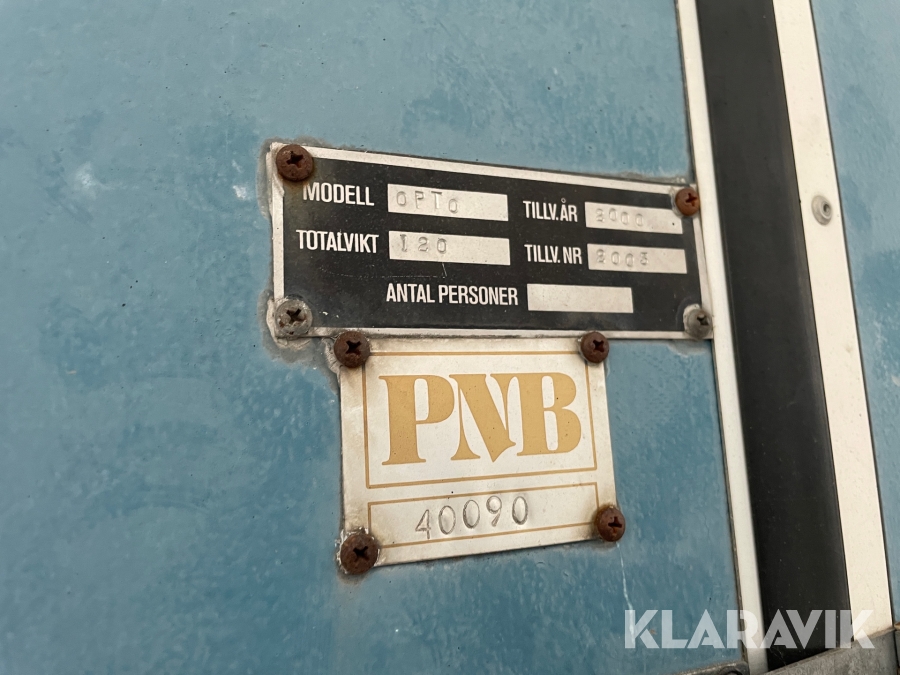 MODELL OPTO TILLV.ÅR 2000
TOTALVIKT 120 TILLV. NR 2003
ANTAL PERSONER
PNB
40090
KLARAVIK